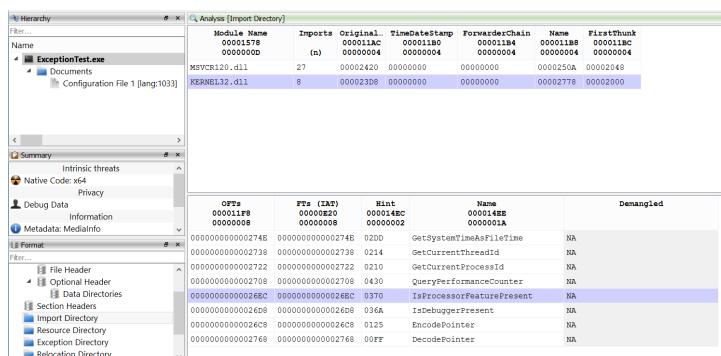 Hierarchy
Filter...
Name
ExceptionTest.exe
Documents
Configuration File 1 [lang:1033]
Summary
Intrinsic threats
Native Code: x64
Privacy
Debug Data
Information
Metadata: MediaInfo
Format
Filter...
File Header
Optional Header
Data Directories
Section Headers
Import Directory
Resource Directory
Exception Directory
Relocation Directory
Analysis [Import Directory]
Module Name Imports Original... TimeDateStamp ForwarderChain Name FirstThunk
00001578 000011AC 000011B0 000011B4 000011B8 000011BC
0000000D (n) 00000004 00000004 00000004 00000004 00000004
MSVCR120.dll 27 00002420 00000000 00000000 0000250A 00002048
KERNEL32.dll 8 000023D8 00000000 00000000 00002778 00002000
OFTs FTs (IAT) Hint Name Demangled
000011F8 00000E20 000014EC 000014EE
00000008 00000008 00000002 0000001A
000000000000274E 000000000000274E 02DD GetSystemTimeAsFileTime NA
0000000000002738 0000000000002738 0214 GetCurrentThreadId NA
0000000000002722 0000000000002722 0210 GetCurrentProcessId NA
0000000000002708 0000000000002708 0430 QueryPerformanceCounter NA
00000000000026EC 00000000000026EC 0370 IsProcessorFeaturePresent NA
00000000000026D8 00000000000026D8 036A IsDebuggerPresent NA
00000000000026C8 00000000000026C8 0125 EncodePointer NA
0000000000002768 0000000000002768 00FF DecodePointer NA